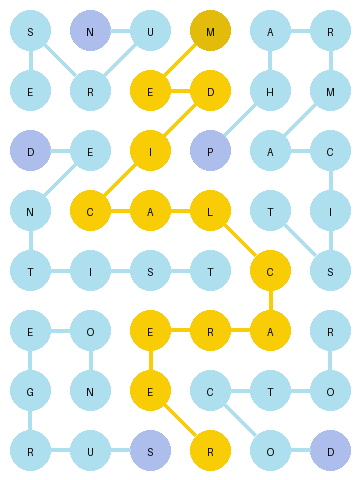 S N U M A R
E R E D H M
D E I P A C
N C A L T I
T I S T C S
E O E R A R
G N E C T O
R U S R O D